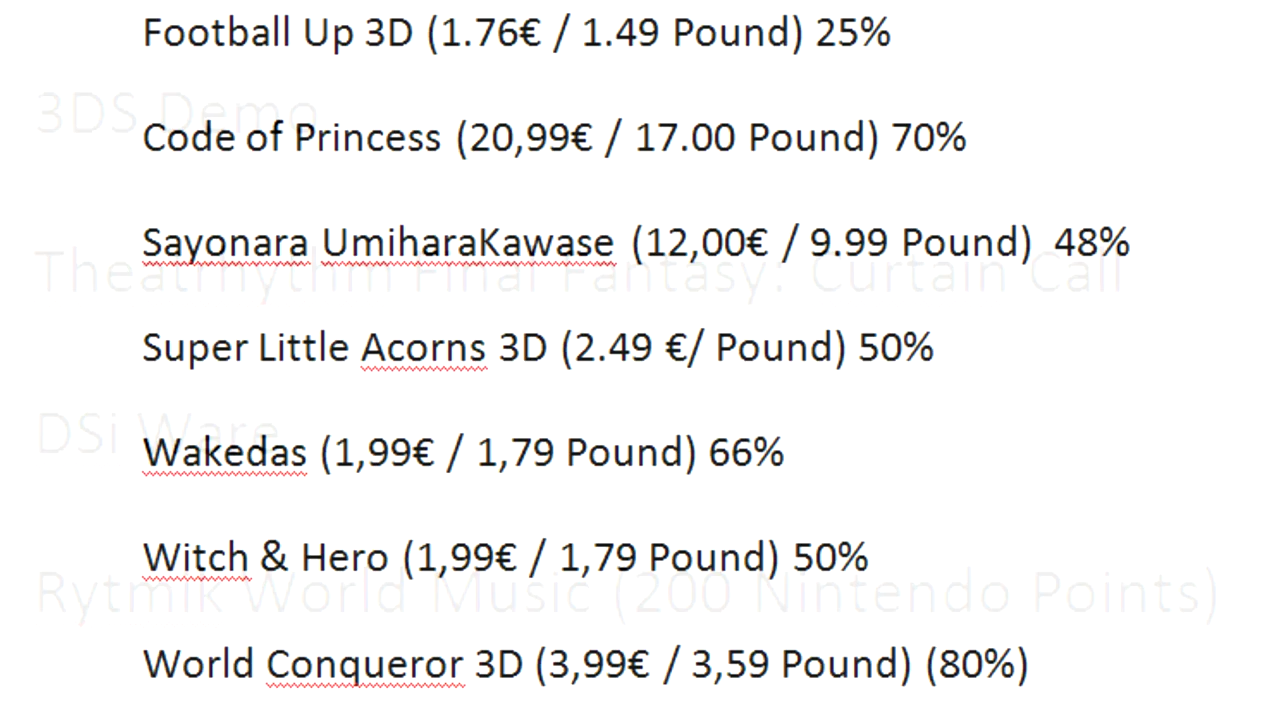 Football Up 3D (1.76€ / 1.49 Pound) 25%
3DS Demo
Code of Princess (20,99€ / 17.00 Pound) 70%
Sayonara UmiharaKawase (12,00€ / 9.99 Pound)  48%
Theatrhythm Final Fantasy: Curtain Call
Super Little Acorns 3D (2.49 €/ Pound) 50%
DSi Ware
Wakedas (1,99€ / 1,79 Pound) 66%
Witch & Hero (1,99€ / 1,79 Pound) 50%
Rytmik World Music (200 Nintendo Points)
World Conqueror 3D (3,99€ / 3,59 Pound) (80%)